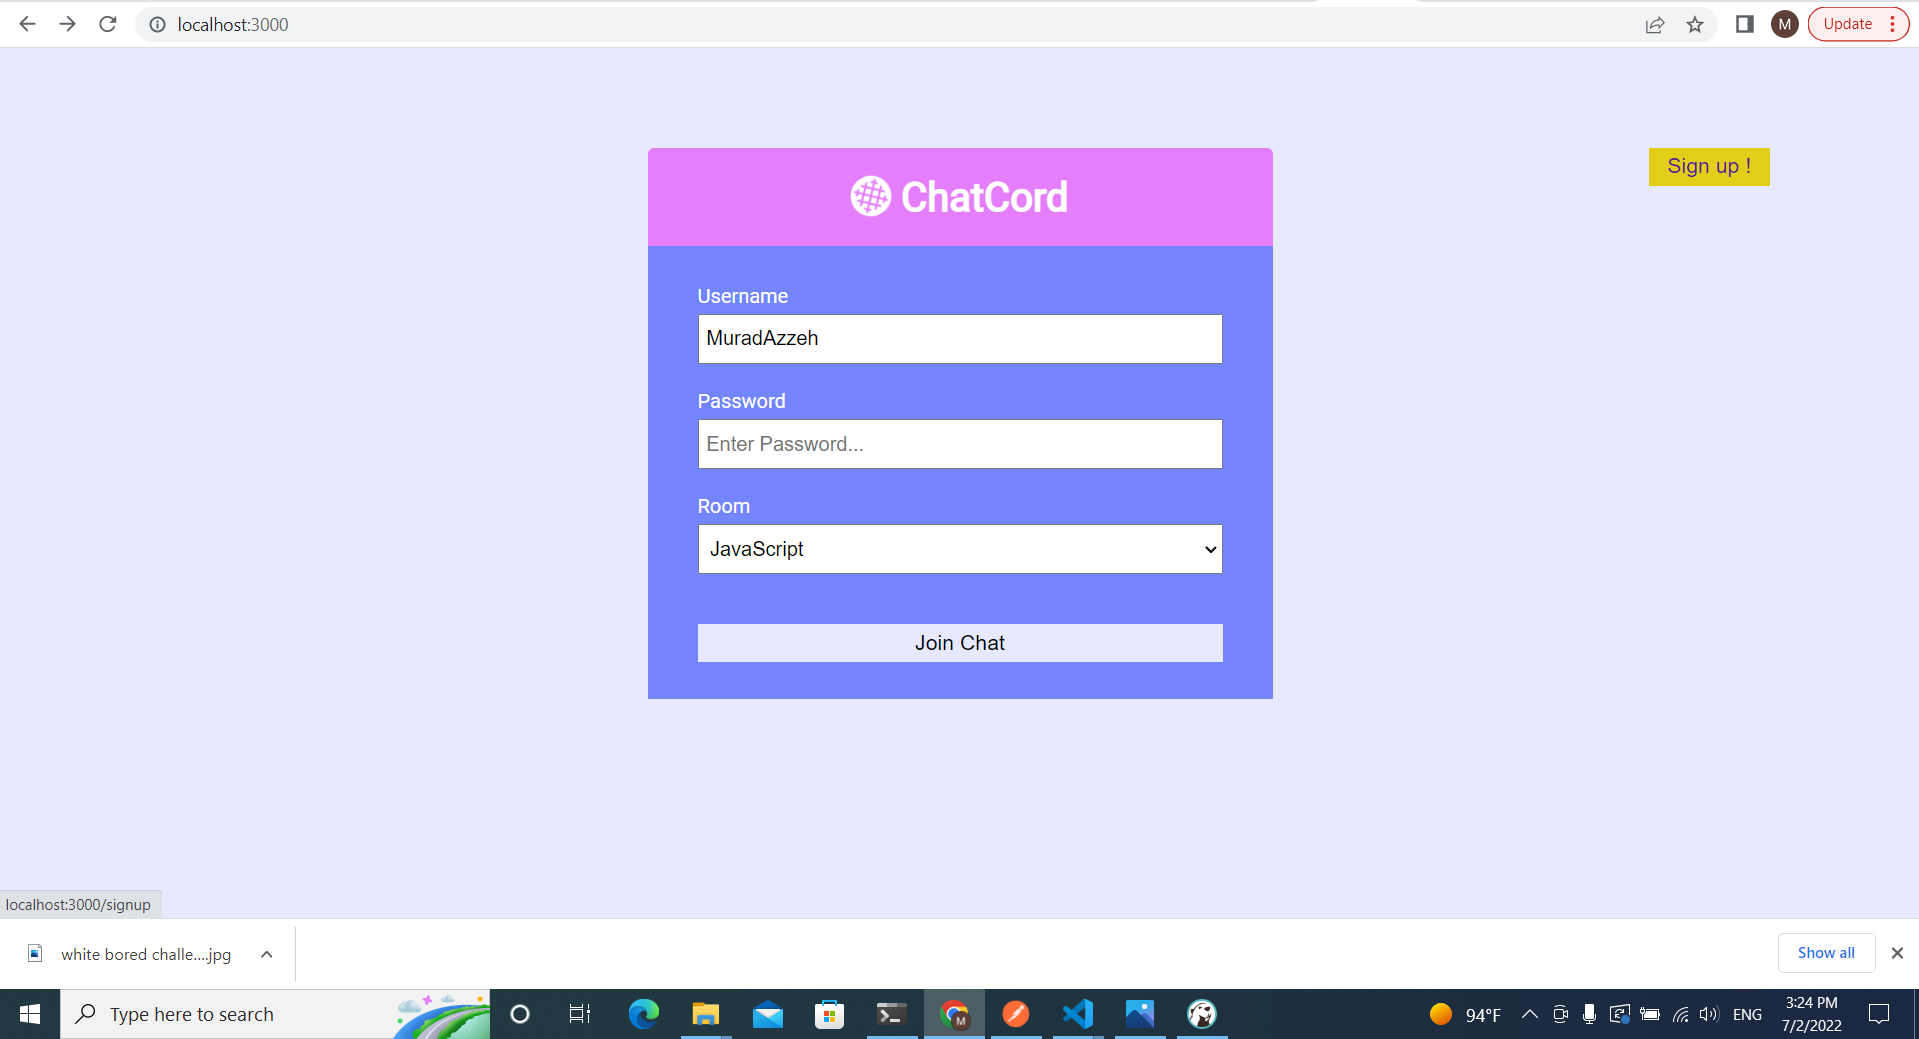 localhost:3000
M
Update
Sign up !
ChatCord
Username
MuradAzzeh
Password
Enter Password...
Room
JavaScript
Join Chat
localhost:3000/signup
white bored challe....jpg
Show all
Type here to search
M
94°F
ENG
3:24 PM
7/2/2022